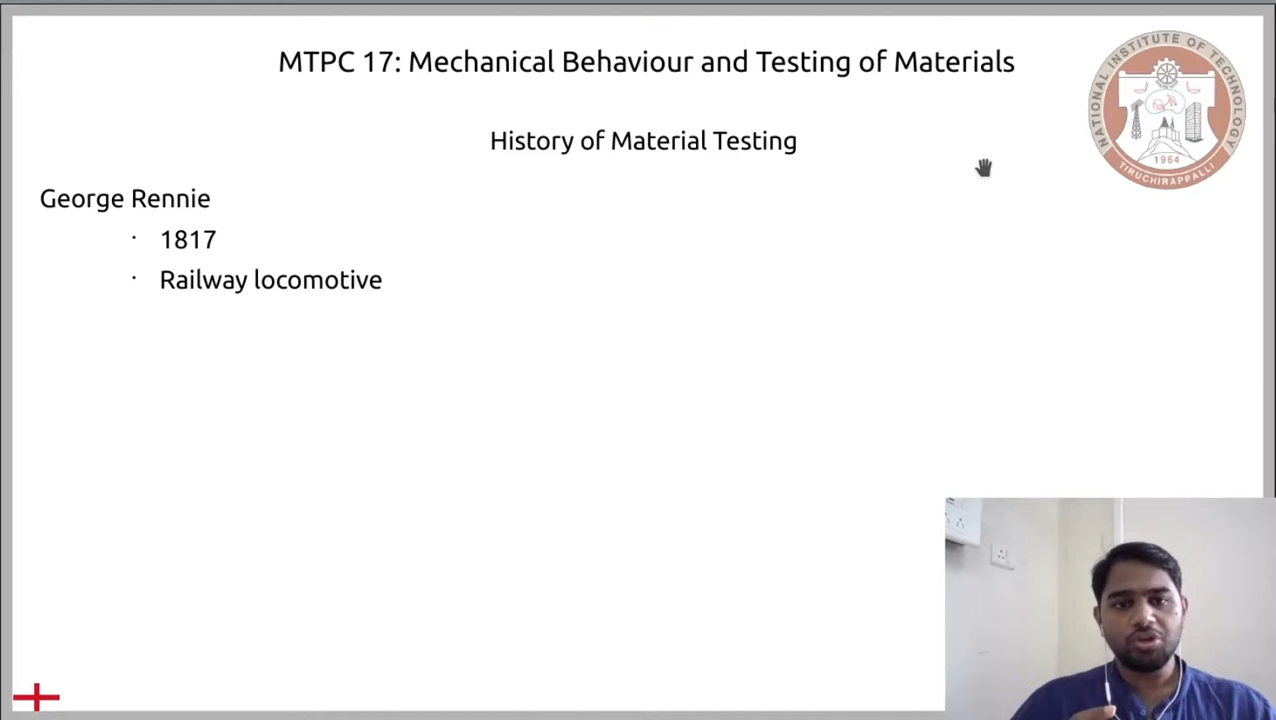 MTPC 17: Mechanical Behaviour and Testing of Materials
History of Material Testing
NATIONAL INSTITUTE OF TECHNOLOGY
1964
TIRUCHIRAPPALLI
George Rennie
· 1817
· Railway locomotive